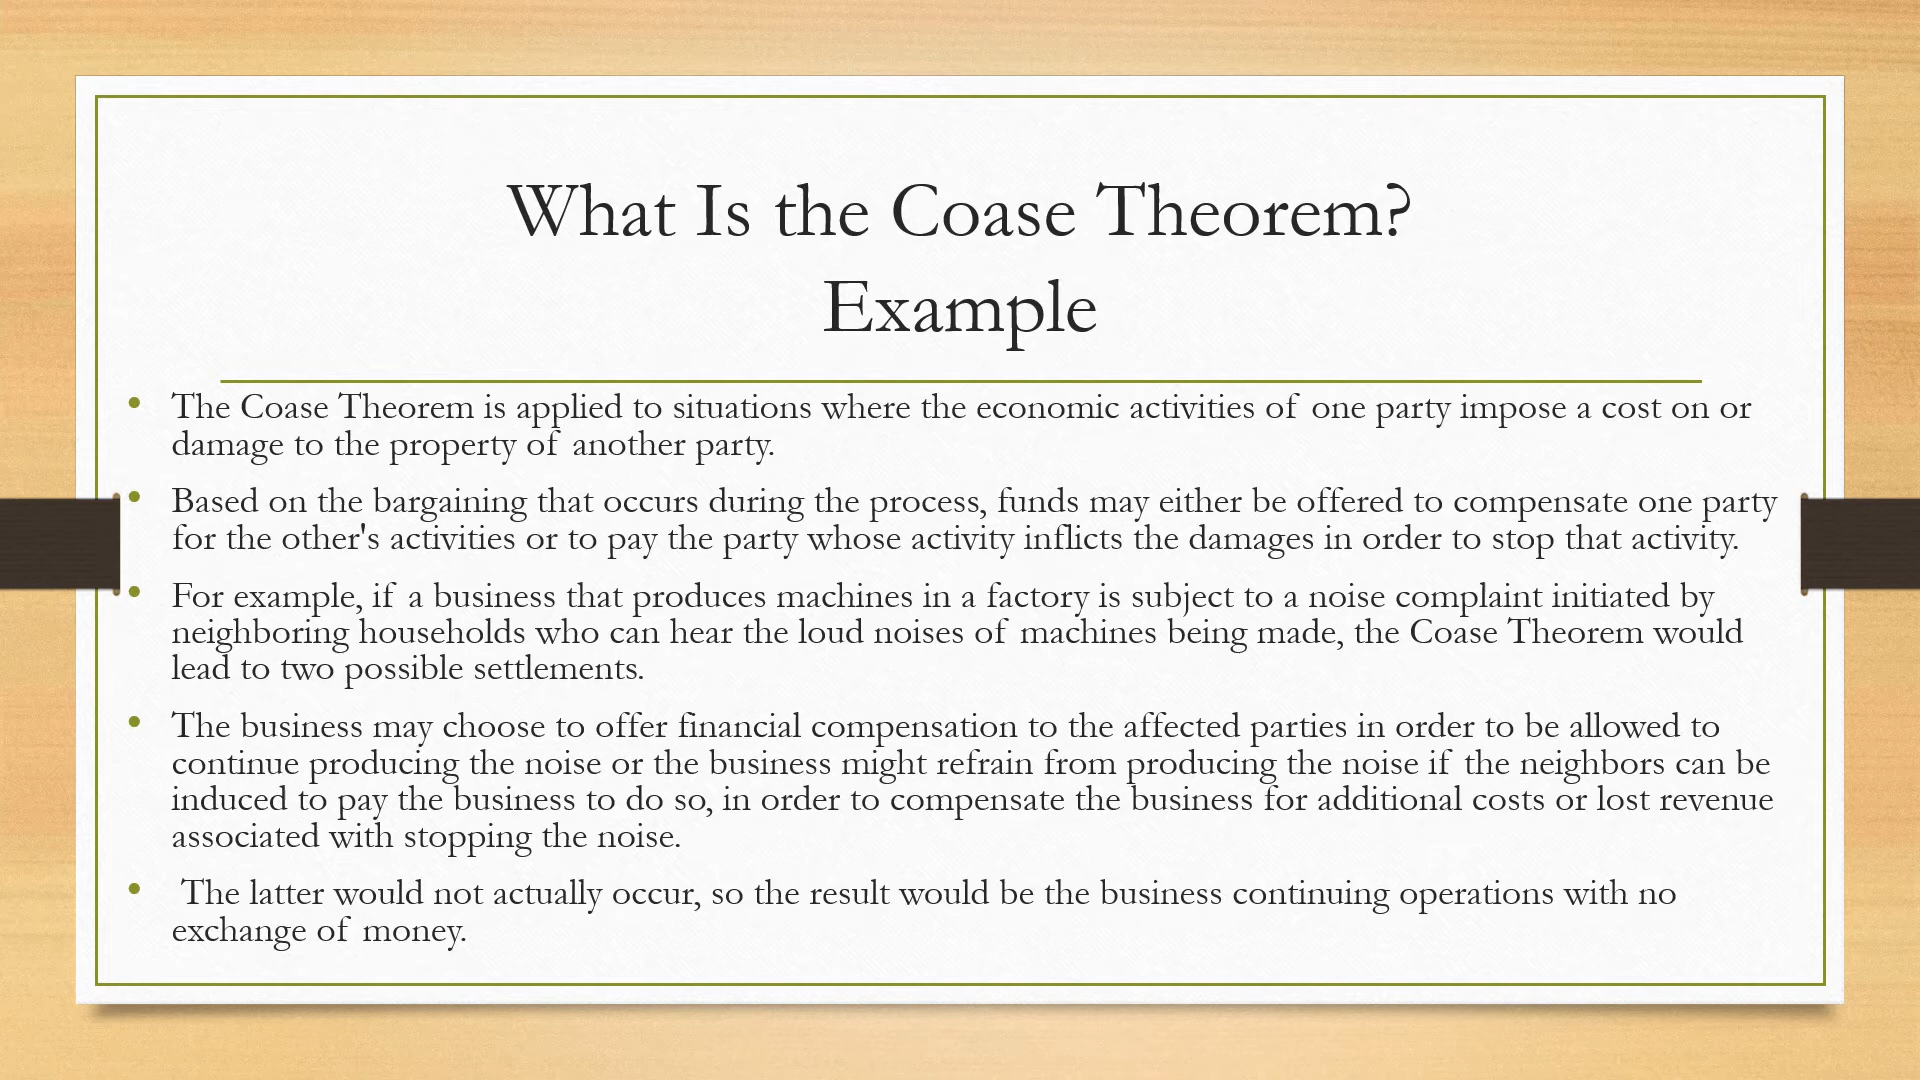 What Is the Coase Theorem?
Example
• The Coase Theorem is applied to situations where the economic activities of one party impose a cost on or
damage to the property of another party.
• Based on the bargaining that occurs during the process, funds may either be offered to compensate one party
for the other's activities or to pay the party whose activity inflicts the damages in order to stop that activity.
• For example, if a business that produces machines in a factory is subject to a noise complaint initiated by
neighboring households who can hear the loud noises of machines being made, the Coase Theorem would
lead to two possible settlements.
• The business may choose to offer financial compensation to the affected parties in order to be allowed to
continue producing the noise or the business might refrain from producing the noise if the neighbors can be
induced to pay the business to do so, in order to compensate the business for additional costs or lost revenue
associated with stopping the noise.
• The latter would not actually occur, so the result would be the business continuing operations with no
exchange of money.